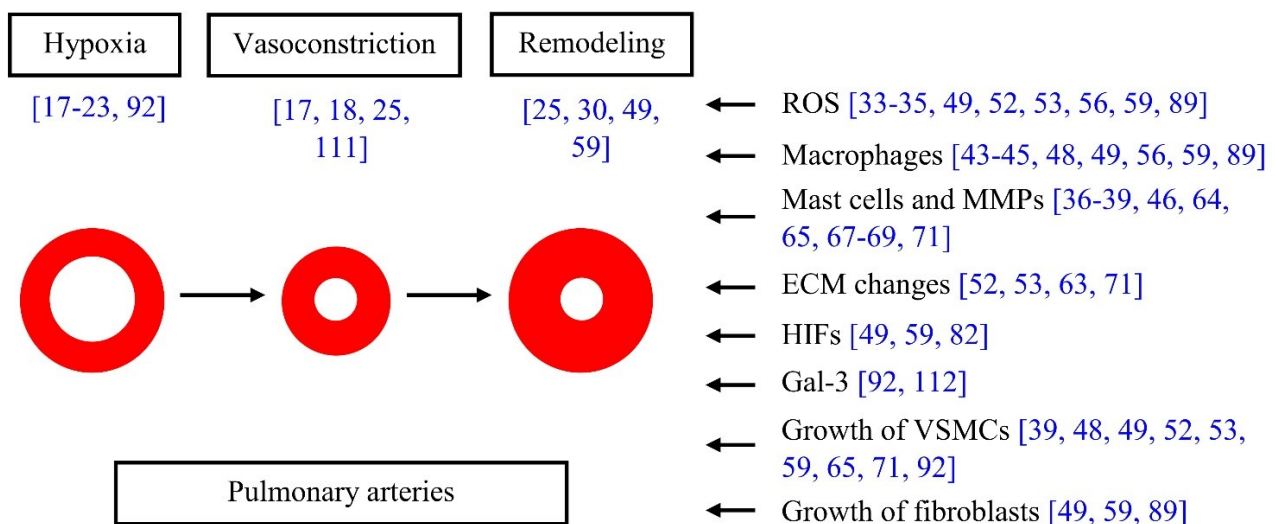 Hypoxia
Vasoconstriction
Remodeling
[17-23, 92]
[17, 18, 25,
111]
[25, 30, 49,
59]
ROS [33-35, 49, 52, 53, 56, 59, 89]
Macrophages [43-45, 48, 49, 56, 59, 89]
Mast cells and MMPs [36-39, 46, 64,
65, 67-69, 71]
ECM changes [52, 53, 63, 71]
HIFs [49, 59, 82]
Gal-3 [92, 112]
Growth of VSMCs [39, 48, 49, 52, 53,
59, 65, 71, 92]
Growth of fibroblasts [49, 59, 89]
Pulmonary arteries